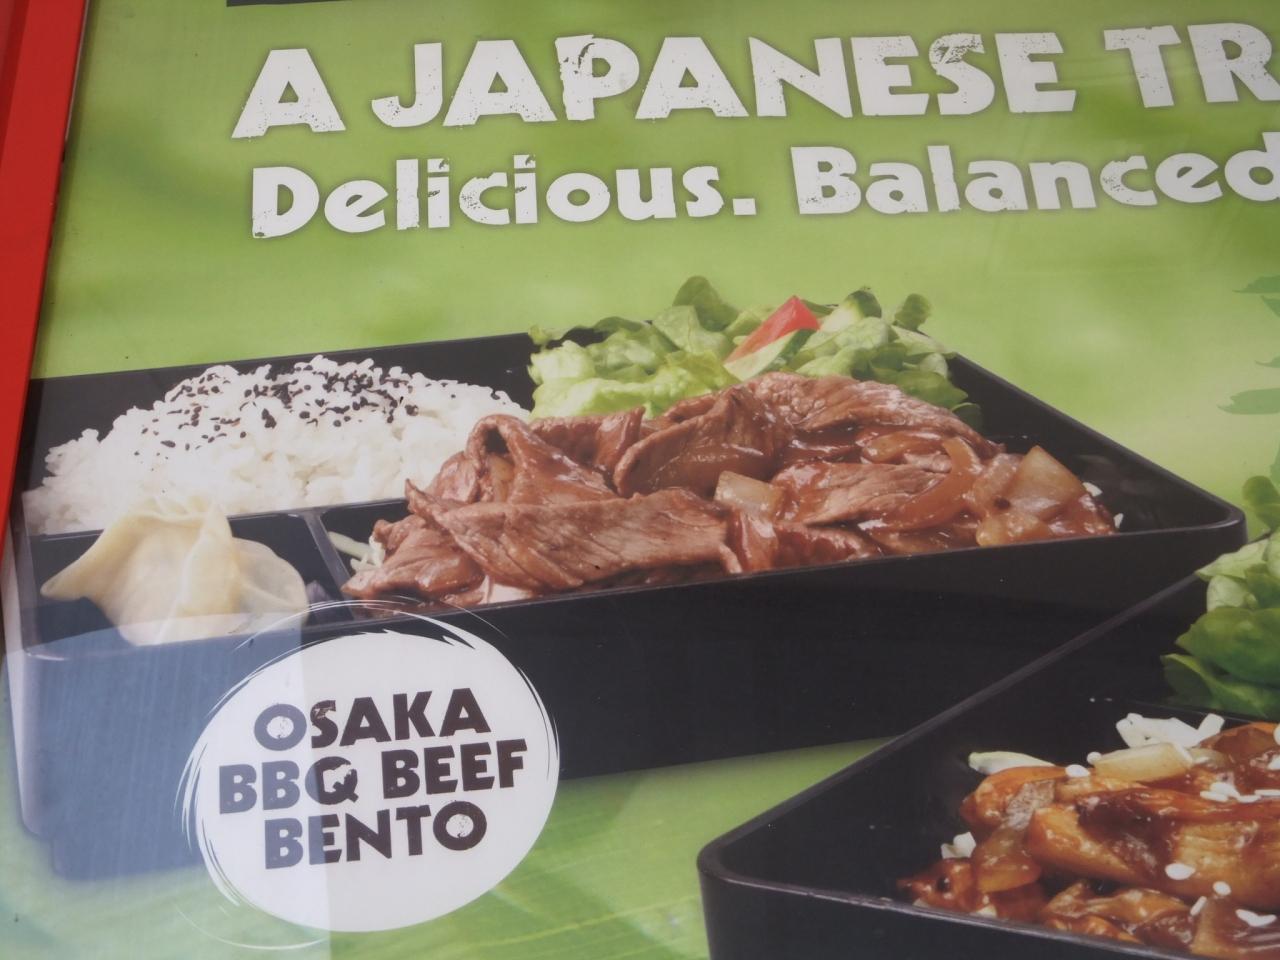 A JAPANESE TR
Delicious. Balanced
OSAKA
BBQ BEEF
BENTO